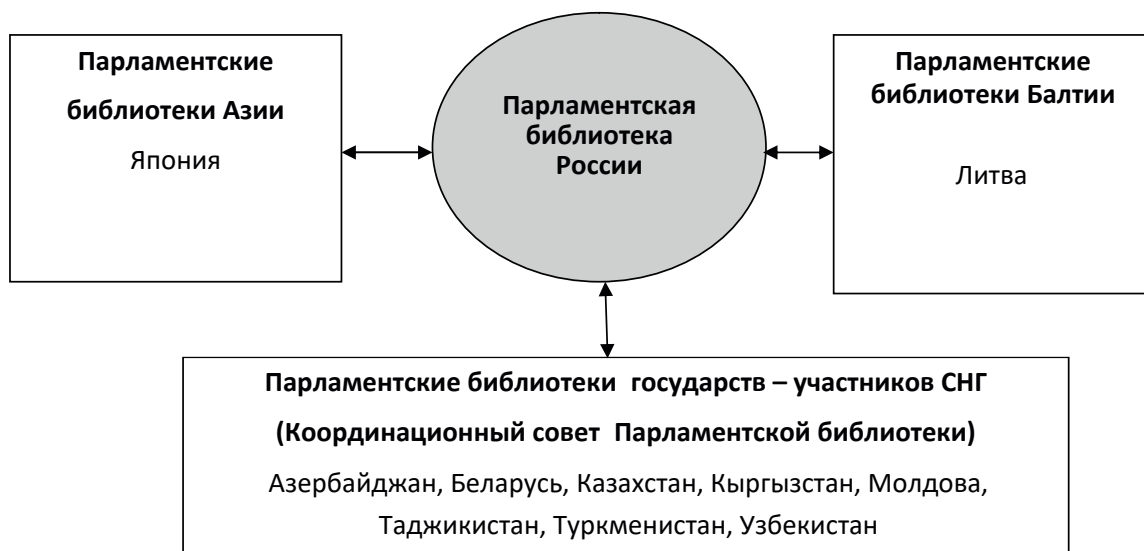 Парламентские
библиотеки Азии
Япония
Парламентская
библиотека
России
Парламентские
библиотеки Балтии
Литва
Парламентские библиотеки государств – участников СНГ
(Координационный совет Парламентской библиотеки)
Азербайджан, Беларусь, Казахстан, Кыргызстан, Молдова,
Таджикистан, Туркменистан, Узбекистан